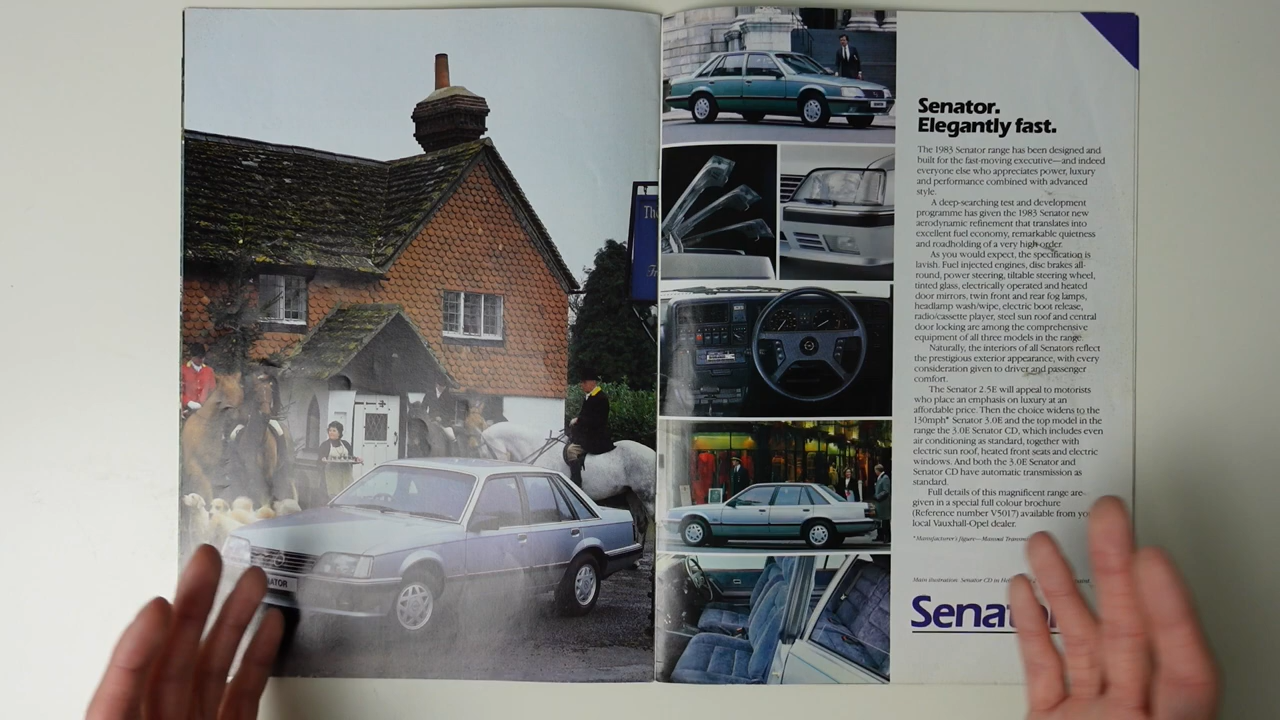 The
SENATOR
Senator.
Elegantly fast.
The 1983 Senator range has been designed and
built for the fast-moving executive—and indeed
everyone else who appreciates power, luxury
and performance combined with advanced
style.
A deep-searching test and development
programme has given the 1983 Senator new
aerodynamic refinement that translates into
excellent fuel economy, remarkable quietness
and roadholding of a very high order.
As you would expect, the specification is
lavish. Fuel injected engines, disc brakes all-
round, power steering, tiltable steering wheel,
tinted glass, electrically operated and heated
door mirrors, twin front and rear fog lamps,
headlamp wash/wipe, electric boot release,
radio/cassette player, steel sun roof and central
door locking are among the comprehensive
equipment of all three models in the range.
Naturally, the interiors of all Senators reflect
the prestigious exterior appearance, with every
consideration given to driver and passenger
comfort.
The Senator 2.5E will appeal to motorists
who place an emphasis on luxury at an
affordable price. Then the choice widens to the
130mph* Senator 3.0E and the top model in the
range the 3.0E Senator CD, which includes even
air conditioning as standard, together with
electric sun roof, heated front seats and electric
windows. And both the 3.0E Senator and
Senator CD have automatic transmission as
standard.
Full details of this magnificent range are
given in a special full colour brochure
(Reference number V5017) available from
local Vauxhall-Opel dealer.
*Manufacturer's figure—Manual
Main illustration: Senator CD in
Senator